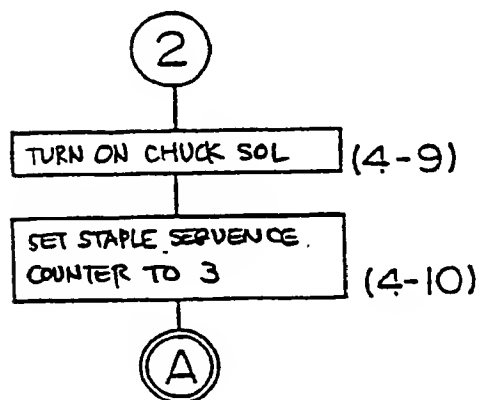 2
TURN ON CHUCK SOL (4-9)
SET STAPLE SEQUENCE
COUNTER TO 3 (4-10)
A